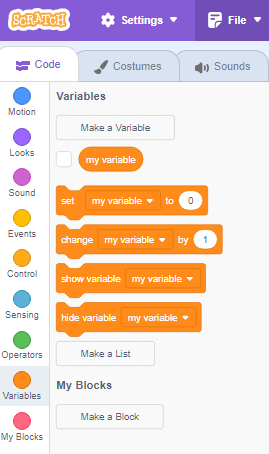 SCRATCH Settings File
Code Costumes Sounds
Motion
Looks
Sound
Events
Control
Sensing
Operators
Variables
My Blocks
Variables
Make a Variable
my variable
set my variable to 0
change my variable by 1
show variable my variable
hide variable my variable
Make a List
My Blocks
Make a Block